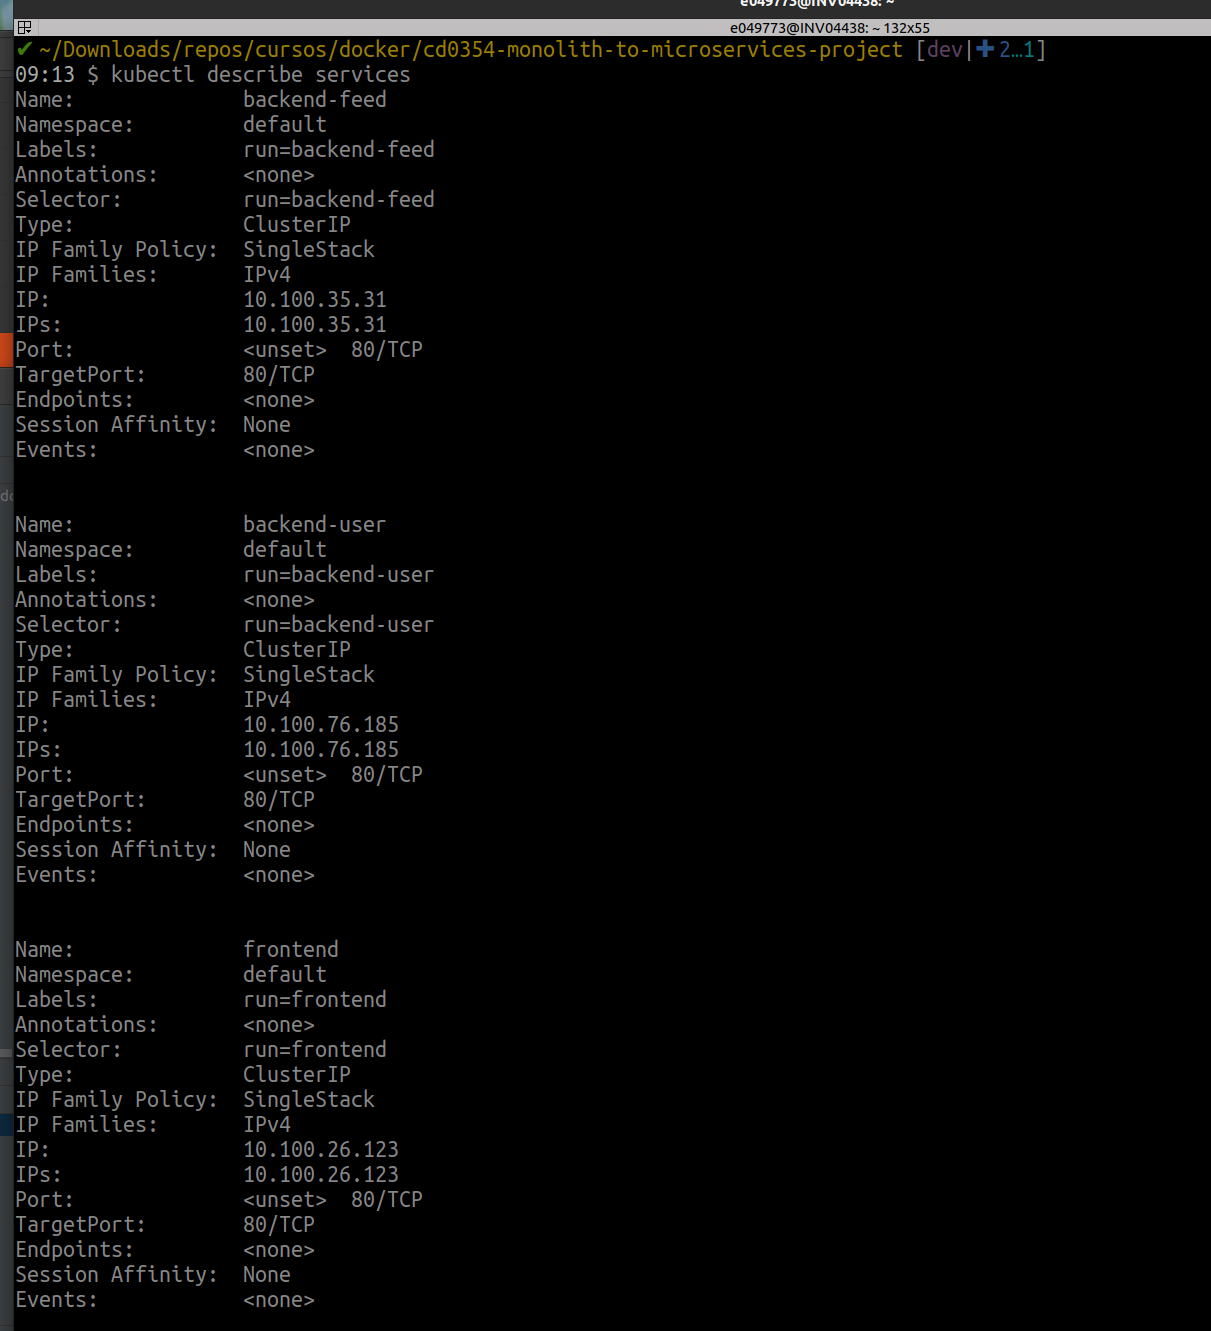 e049773@INV04438: ~
e049773@INV04438: ~ 132x55
✔ ~/Downloads/repos/cursos/docker/cd0354-monolith-to-microservices-project [dev|✚ 2…1]
09:13 $ kubectl describe services
Name:              backend-feed
Namespace:         default
Labels:            run=backend-feed
Annotations:       <none>
Selector:          run=backend-feed
Type:              ClusterIP
IP Family Policy:  SingleStack
IP Families:       IPv4
IP:                10.100.35.31
IPs:               10.100.35.31
Port:              <unset>  80/TCP
TargetPort:        80/TCP
Endpoints:         <none>
Session Affinity:  None
Events:            <none>
Name:              backend-user
Namespace:         default
Labels:            run=backend-user
Annotations:       <none>
Selector:          run=backend-user
Type:              ClusterIP
IP Family Policy:  SingleStack
IP Families:       IPv4
IP:                10.100.76.185
IPs:               10.100.76.185
Port:              <unset>  80/TCP
TargetPort:        80/TCP
Endpoints:         <none>
Session Affinity:  None
Events:            <none>
Name:              frontend
Namespace:         default
Labels:            run=frontend
Annotations:       <none>
Selector:          run=frontend
Type:              ClusterIP
IP Family Policy:  SingleStack
IP Families:       IPv4
IP:                10.100.26.123
IPs:               10.100.26.123
Port:              <unset>  80/TCP
TargetPort:        80/TCP
Endpoints:         <none>
Session Affinity:  None
Events:            <none>